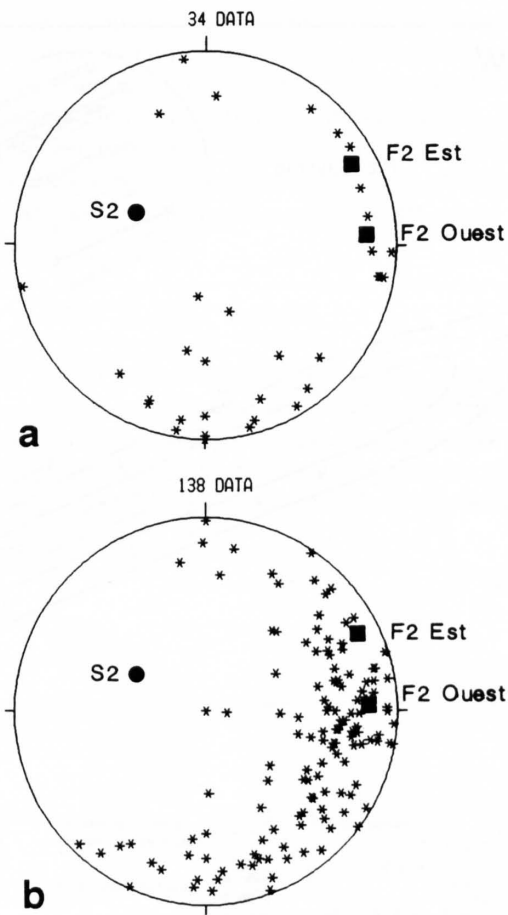 34 DATA
F2 Est
S2
F2 Ouest
a
138 DATA
F2 Est
S2
F2 Ouest
b